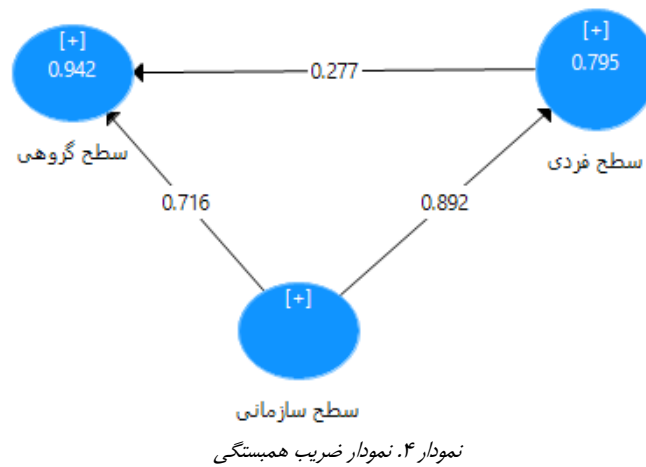 [+]
0.942
[+]
0.795
0.277
سطح گروهی
سطح فردی
0.716
0.892
[+]
سطح سازمانی
نمودار ۴. نمودار ضریب همبستگی